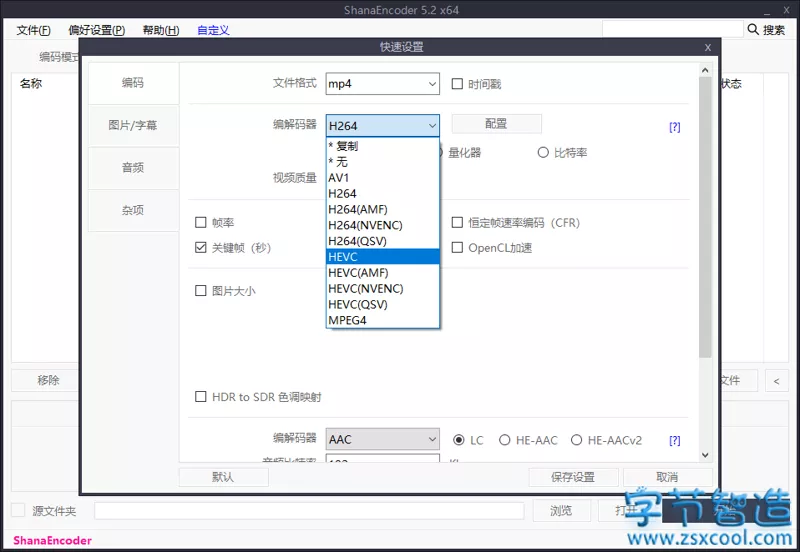 ShanaEncoder 5.2 x64
文件(F) 偏好设置(P) 帮助(H) 自定义 搜索
编码模式
快速设置 X
名称 状态
编码
图片/字幕
音频
杂项
文件格式 mp4 时间戳
编解码器 H264 配置 [?]
* 复制
* 无
AV1
H264
H264(AMF)
H264(NVENC)
H264(QSV)
HEVC
HEVC(AMF)
HEVC(NVENC)
HEVC(QSV)
MPEG4
量化器 比特率
视频质量
帧率 恒定帧速率编码（CFR）
关键帧（秒） OpenCL加速
图片大小
HDR to SDR 色调映射
编解码器 AAC LC HE-AAC HE-AACv2 [?]
音频比特率
默认 保存设置 取消
移除 文件 <
源文件夹 浏览 打开
ShanaEncoder
字节智造
www.zsxcool.com